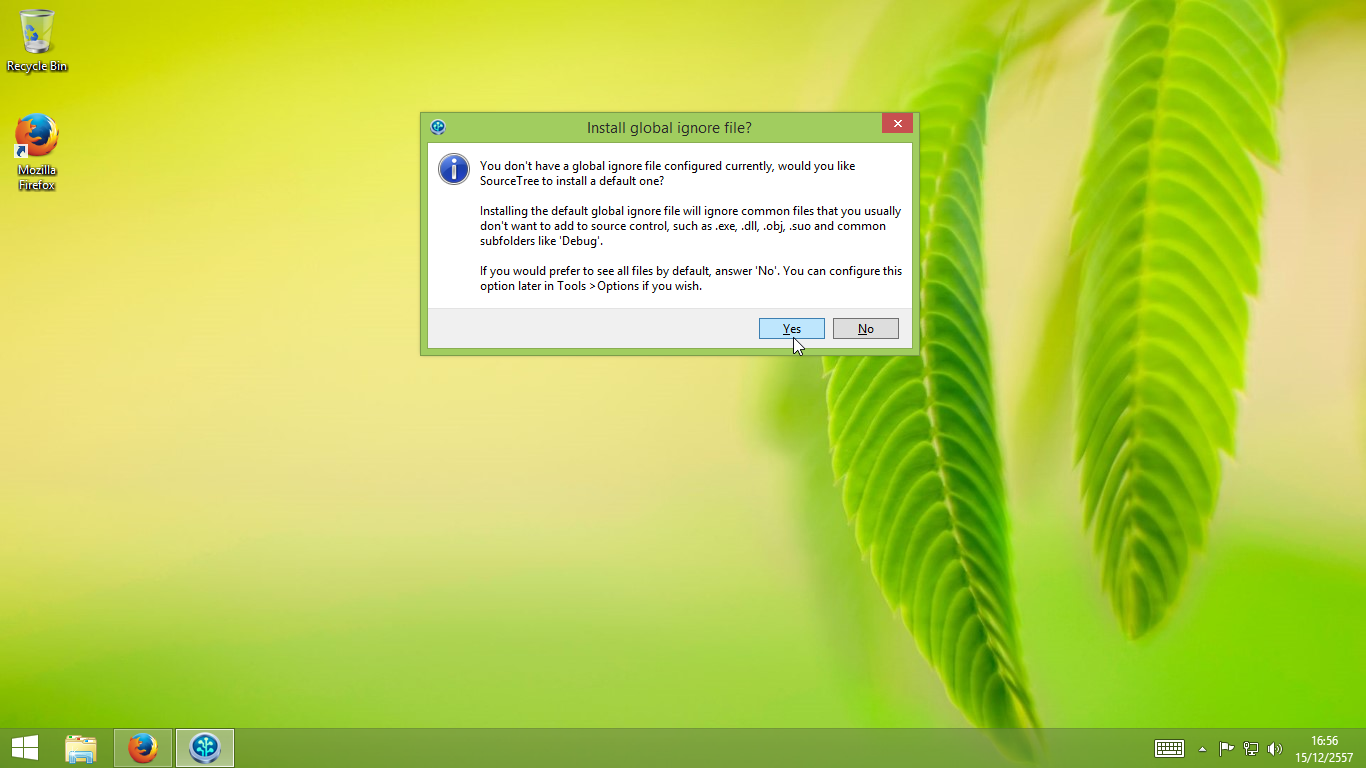 Recycle Bin
Mozilla
Firefox
Install global ignore file?
You don't have a global ignore file configured currently, would you like
SourceTree to install a default one?
Installing the default global ignore file will ignore common files that you usually
don't want to add to source control, such as .exe, .dll, .obj, .suo and common
subfolders like 'Debug'.
If you would prefer to see all files by default, answer 'No'. You can configure this
option later in Tools >Options if you wish.
Yes
No
16:56
15/12/2557